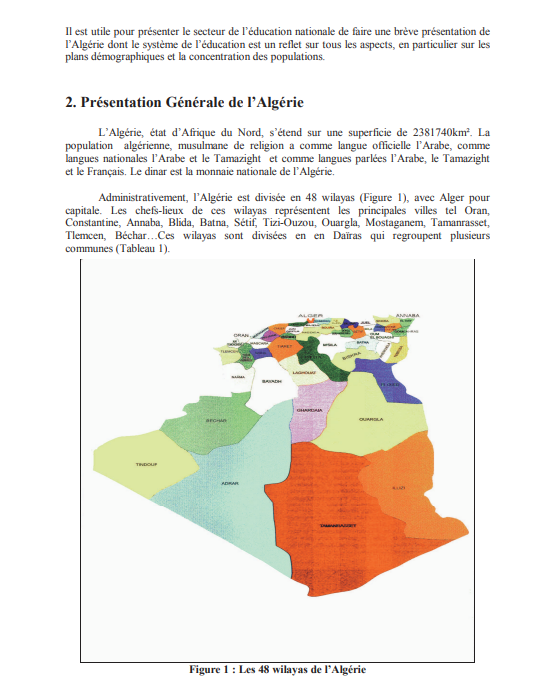 Il est utile pour présenter le secteur de l'éducation nationale de faire une brève présentation de
l'Algérie dont le système de l'éducation est un reflet sur tous les aspects, en particulier sur les
plans démographiques et la concentration des populations.
2. Présentation Générale de l'Algérie
L'Algérie, état d'Afrique du Nord, s'étend sur une superficie de 2381740km². La
population algérienne, musulmane de religion a comme langue officielle l'Arabe, comme
langues nationales l'Arabe et le Tamazight et comme langues parlées l'Arabe, le Tamazight
et le Français. Le dinar est la monnaie nationale de l'Algérie.
Administrativement, l'Algérie est divisée en 48 wilayas (Figure 1), avec Alger pour
capitale. Les chefs-lieux de ces wilayas représentent les principales villes tel Oran,
Constantine, Annaba, Blida, Batna, Sétif, Tizi-Ouzou, Ouargla, Mostaganem, Tamanrasset,
Tlemcen, Béchar…Ces wilayas sont divisées en en Daïras qui regroupent plusieurs
communes (Tableau 1).
ALGER
ANNABA
ORAN
OUM
EL BOUAGHI
BATNA
M'SILA
TIARET
TLEMCEN
BISKRA
LAGHOUAT
NAÂMA
BAYADH
GHARDAIA
OUARGLA
BECHAR
TINDOUF
ADRAR
ILLIZI
TAMANRASSET
Figure 1 : Les 48 wilayas de l'Algérie